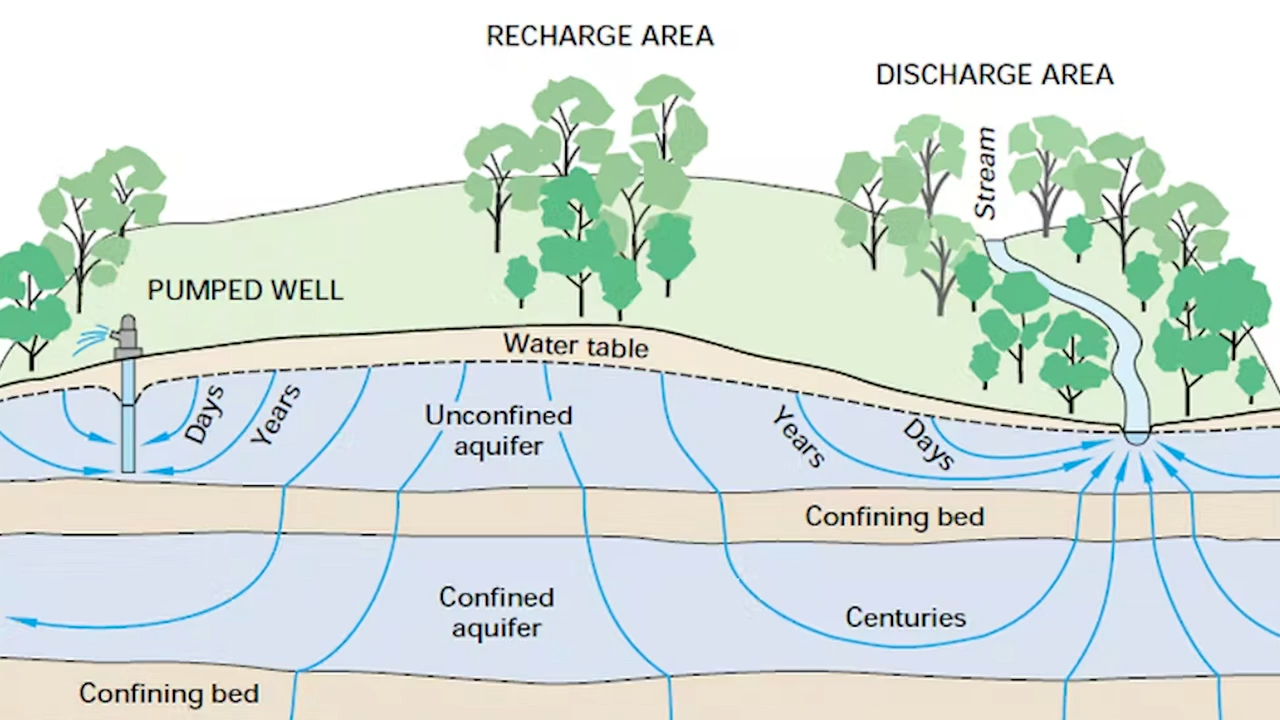 RECHARGE AREA
DISCHARGE AREA
Stream
PUMPED WELL
Water table
Days
Years
Unconfined
aquifer
Years
Days
Confining bed
Confined
aquifer
Centuries
Confining bed